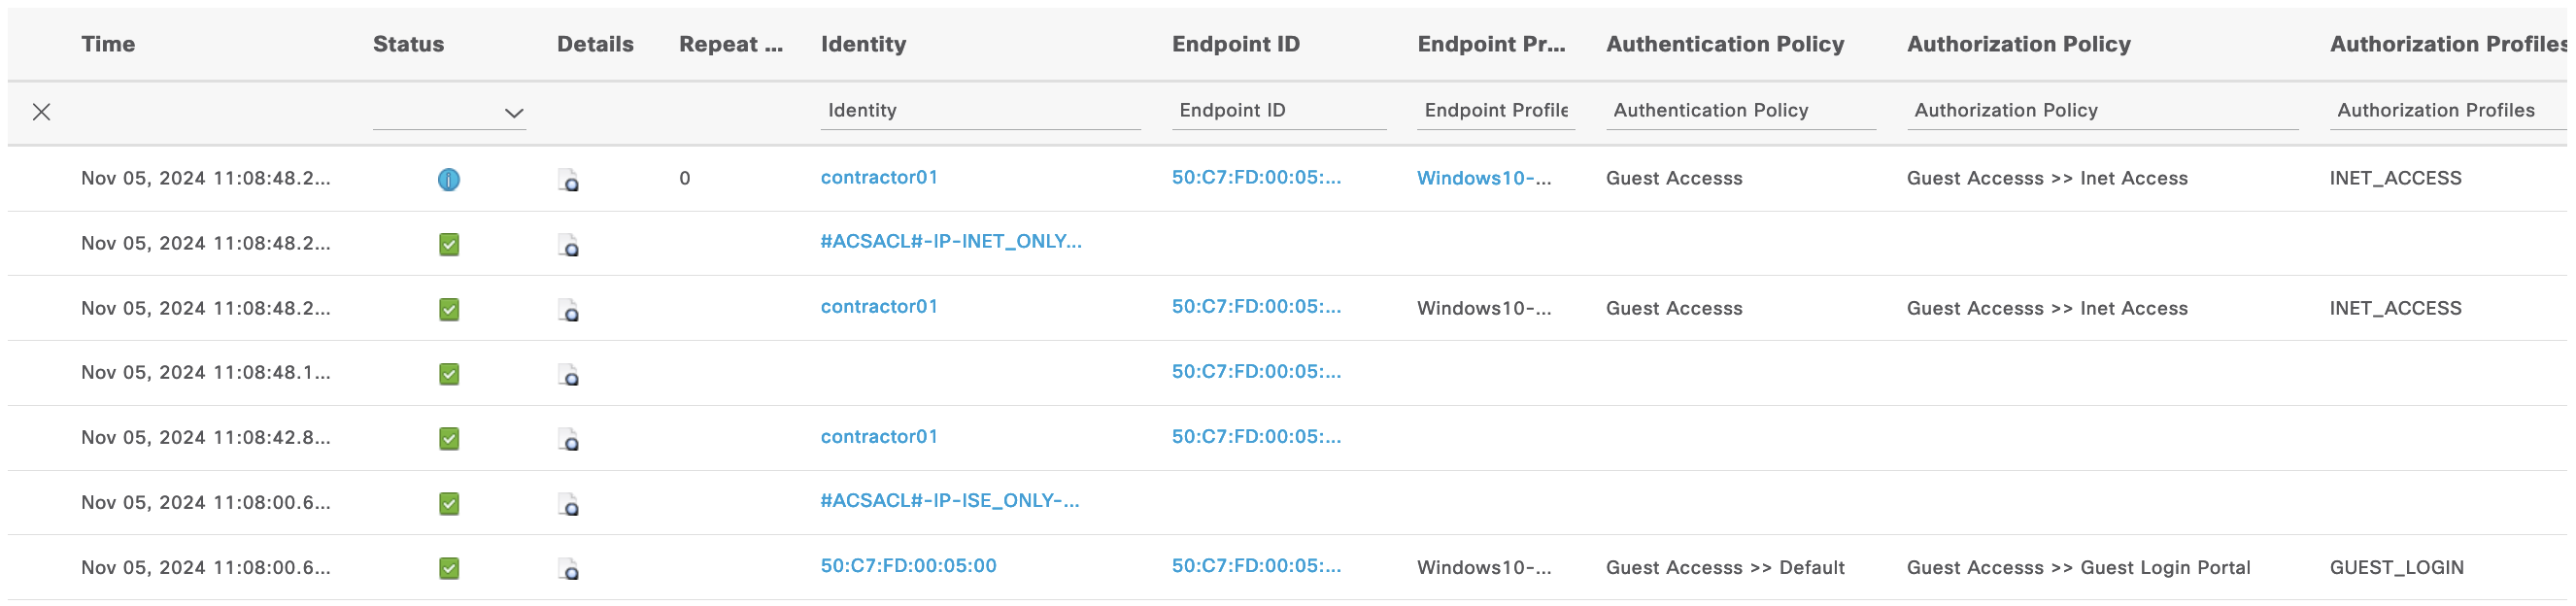 Time Status Details Repeat ... Identity Endpoint ID Endpoint Pr... Authentication Policy Authorization Policy Authorization Profiles
Identity Endpoint ID Endpoint Profile Authentication Policy Authorization Policy Authorization Profiles
Nov 05, 2024 11:08:48.2... 0 contractor01 50:C7:FD:00:05:... Windows10-... Guest Accesss Guest Accesss >> Inet Access INET_ACCESS
Nov 05, 2024 11:08:48.2... #ACSACL#-IP-INET_ONLY...
Nov 05, 2024 11:08:48.2... contractor01 50:C7:FD:00:05:... Windows10-... Guest Accesss Guest Accesss >> Inet Access INET_ACCESS
Nov 05, 2024 11:08:48.1... 50:C7:FD:00:05:...
Nov 05, 2024 11:08:42.8... contractor01 50:C7:FD:00:05:...
Nov 05, 2024 11:08:00.6... #ACSACL#-IP-ISE_ONLY-...
Nov 05, 2024 11:08:00.6... 50:C7:FD:00:05:00 50:C7:FD:00:05:... Windows10-... Guest Accesss >> Default Guest Accesss >> Guest Login Portal GUEST_LOGIN